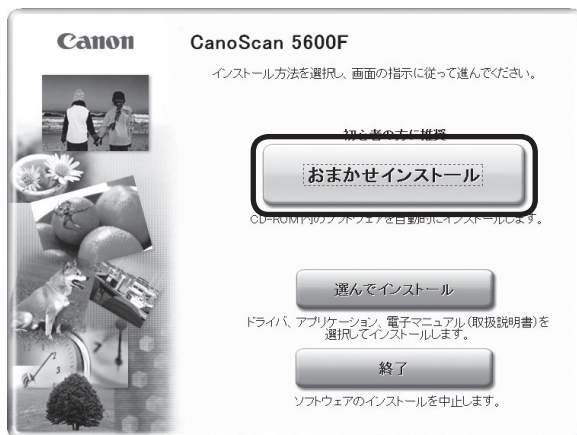 Canon
CanoScan 5600F
インストール方法を選択し、画面の指示に従って進んでください。
初心者の方に推奨
おまかせインストール
CD-ROM内のソフトウェアを自動的にインストールします。
選んでインストール
ドライバ、アプリケーション、電子マニュアル(取扱説明書)を
選択してインストールします。
終了
ソフトウェアのインストールを中止します。